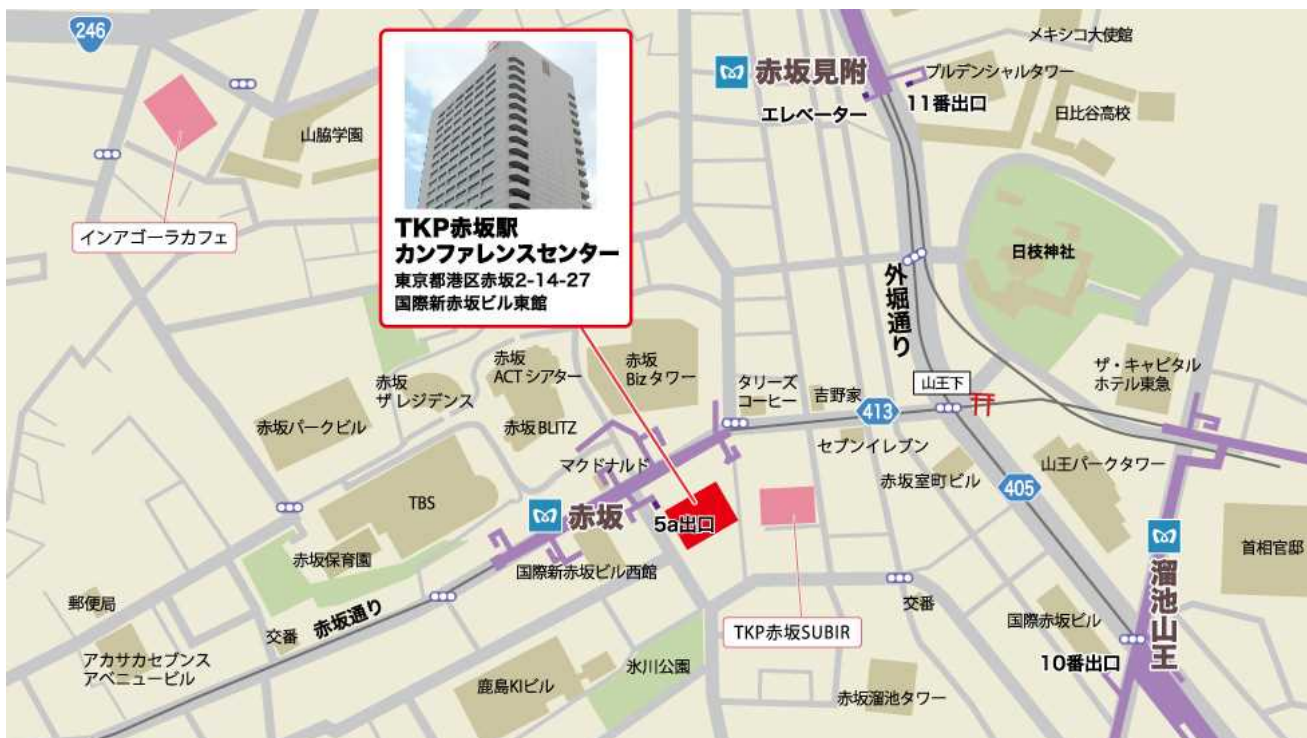 246
メキシコ大使館
赤坂見附
プルデンシャルタワー
エレベーター
11番出口
日比谷高校
山脇学園
インアゴーラカフェ
TKP赤坂駅
カンファレンスセンター
東京都港区赤坂2-14-27
国際新赤坂ビル東館
日枝神社
外堀通り
赤坂
ACTシアター
赤坂
Bizタワー
赤坂
ザ レジデンス
タリーズ
コーヒー
吉野家
413
山王下
ザ・キャピタル
ホテル東急
赤坂パークビル
赤坂BLITZ
マクドナルド
セブンイレブン
赤坂室町ビル
山王パークタワー
405
TBS
赤坂
5a出口
首相官邸
溜池山王
赤坂保育園
国際新赤坂ビル西館
郵便局
交番
赤坂通り
TKP赤坂SUBIR
交番
国際赤坂ビル
10番出口
アカサカセブンス
アベニュービル
鹿島KIビル
氷川公園
赤坂溜池タワー